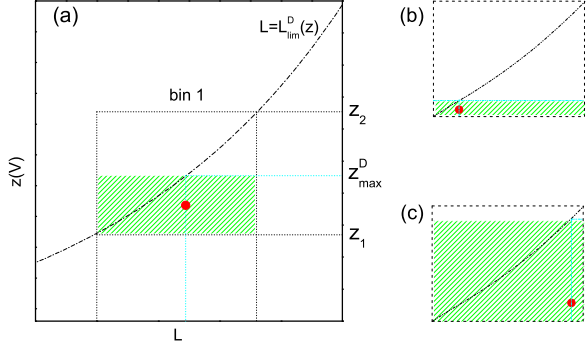 (a)
L=L^D_lim(z)
bin 1
z_2
z^D_max
z_1
z(V)
L
(b)
(c)